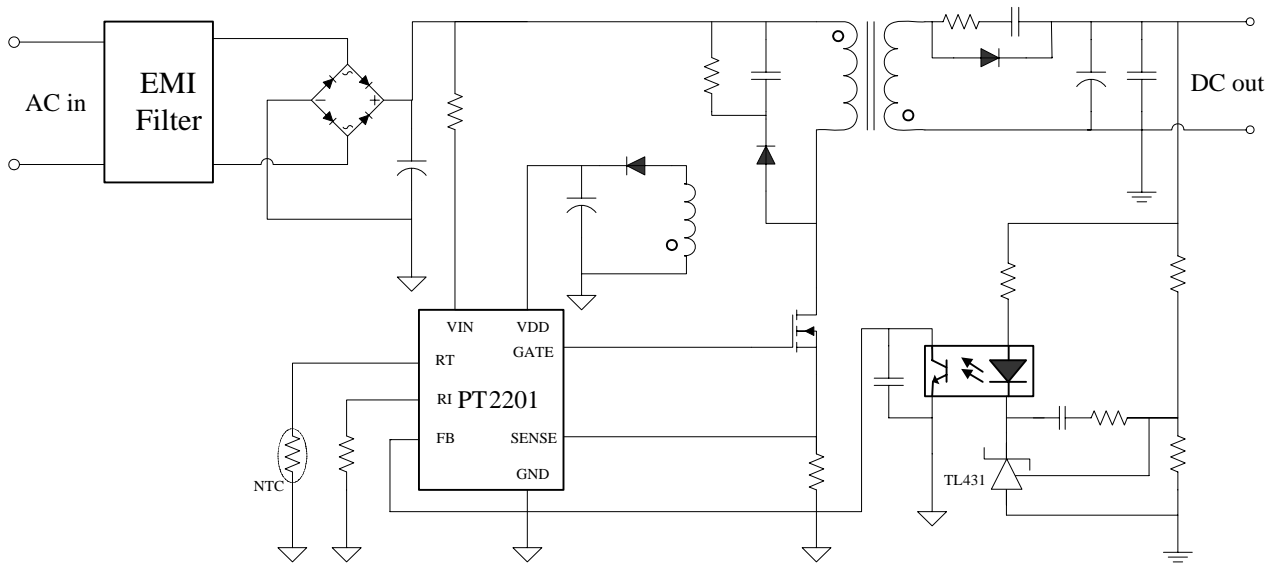 AC in
EMI
Filter
DC out
VIN
VDD
GATE
RT
RI
PT2201
FB
SENSE
GND
NTC
TL431